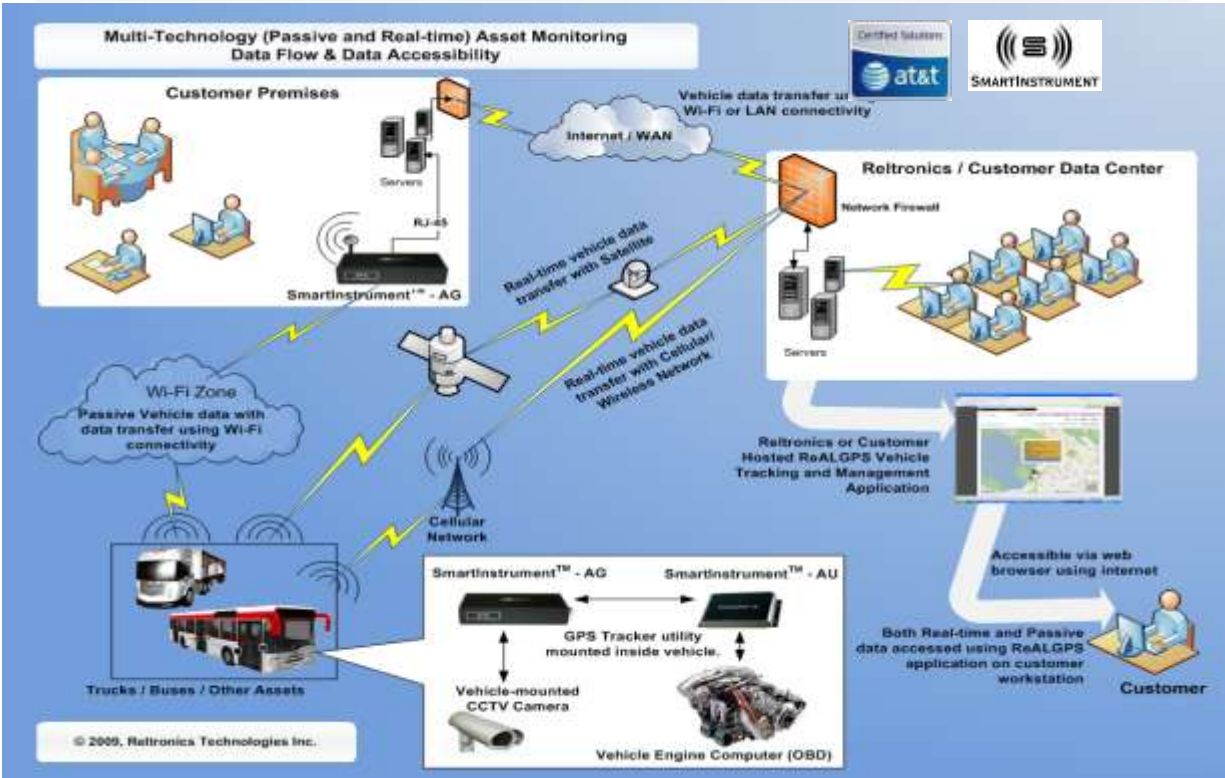 Multi-Technology (Passive and Real-time) Asset Monitoring
Data Flow & Data Accessibility
Certified Solutions
at&t
SMARTINSTRUMENT
Customer Premises
Servers
RJ-45
SmartInstrument™ - AG
Internet / WAN
Vehicle data transfer using
Wi-Fi or LAN connectivity
Reltronics / Customer Data Center
Network Firewall
Servers
Real-time vehicle data
transfer with Satellite
Real-time vehicle data
transfer with Cellular/
Wireless Network
Wi-Fi Zone
Passive Vehicle data with
data transfer using Wi-Fi
connectivity
Cellular
Network
Reltronics or Customer
Hosted ReALGPS Vehicle
Tracking and Management
Application
Accessible via web
browser using internet
Both Real-time and Passive
data accessed using ReALGPS
application on customer
workstation
Customer
Trucks / Buses / Other Assets
SmartInstrument™ - AG
SmartInstrument™ - AU
GPS Tracker utility
mounted inside vehicle.
Vehicle-mounted
CCTV Camera
Vehicle Engine Computer (OBD)
© 2009, Reltronics Technologies Inc.